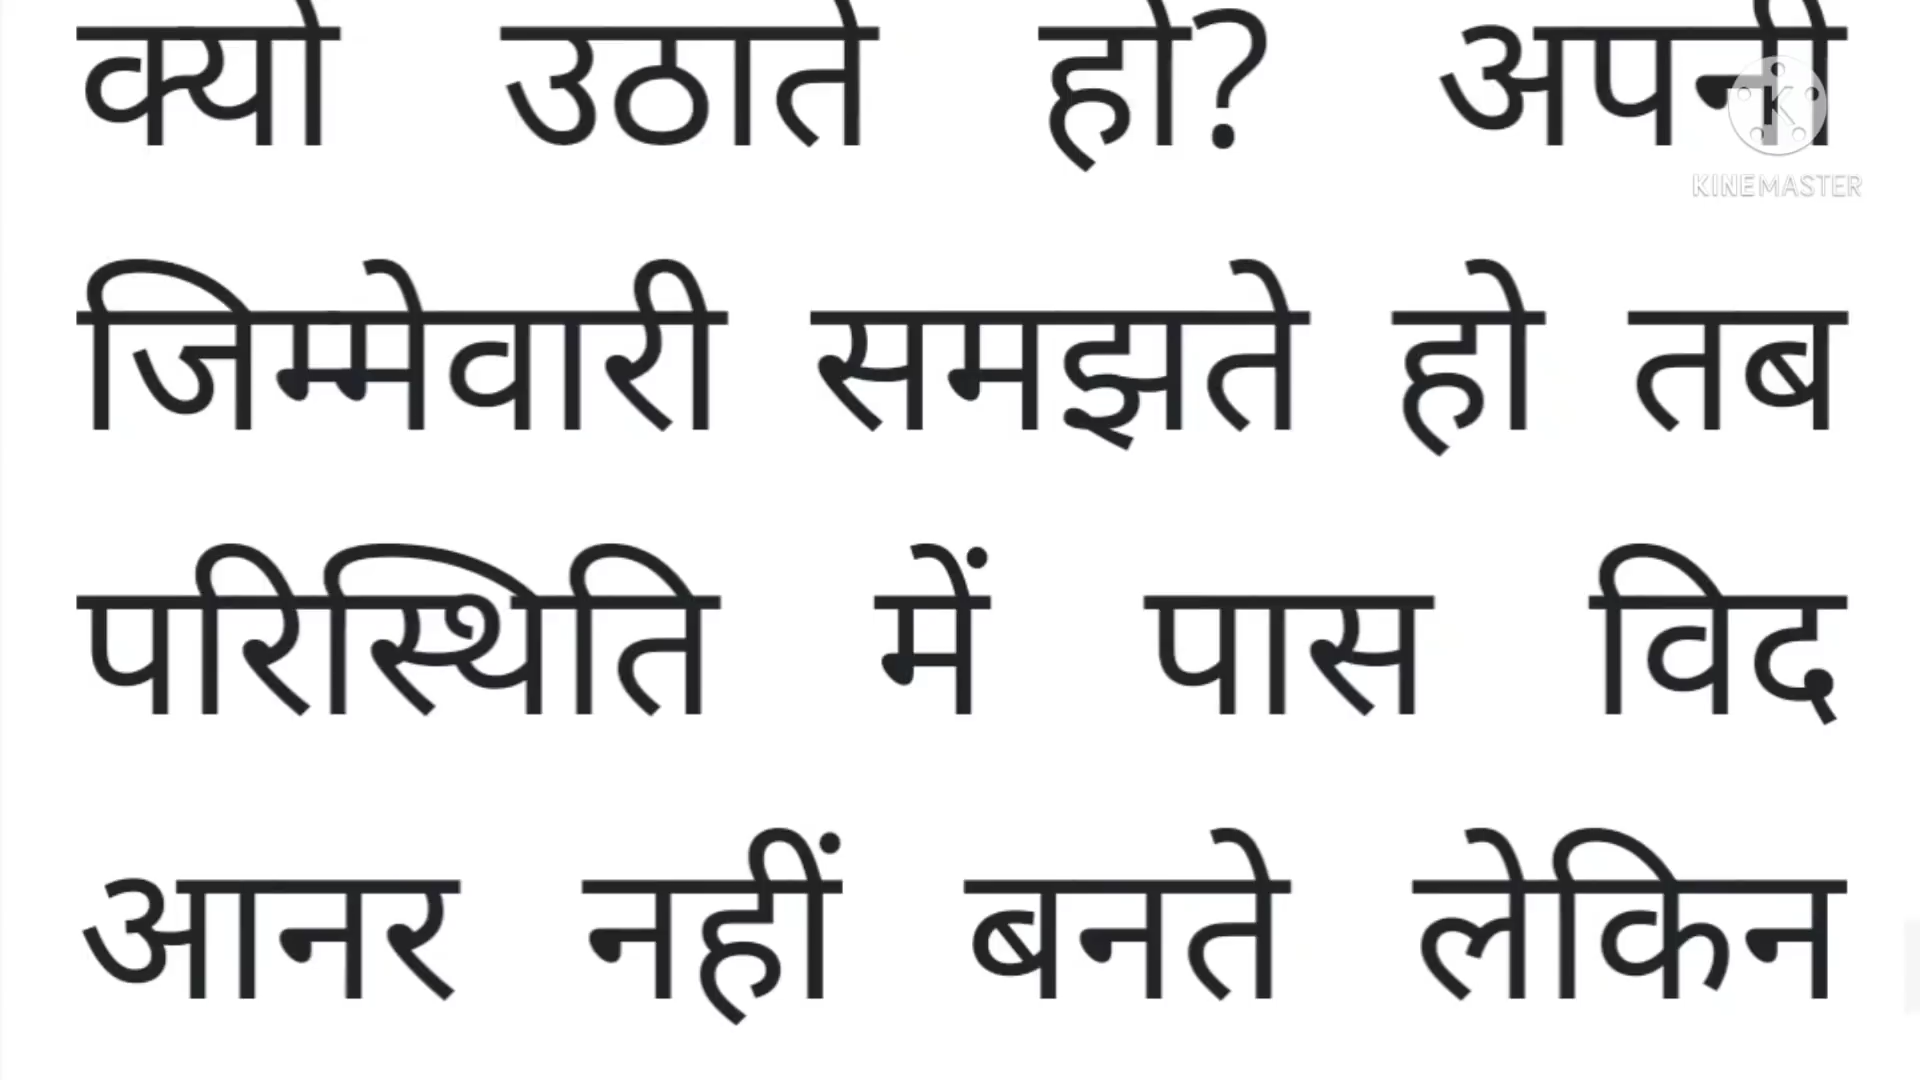 क्यो उठाते हो? अपनी
KINEMASTER
जिम्मेवारी समझते हो तब
परिस्थिति में पास विद
आनर नहीं बनते लेकिन